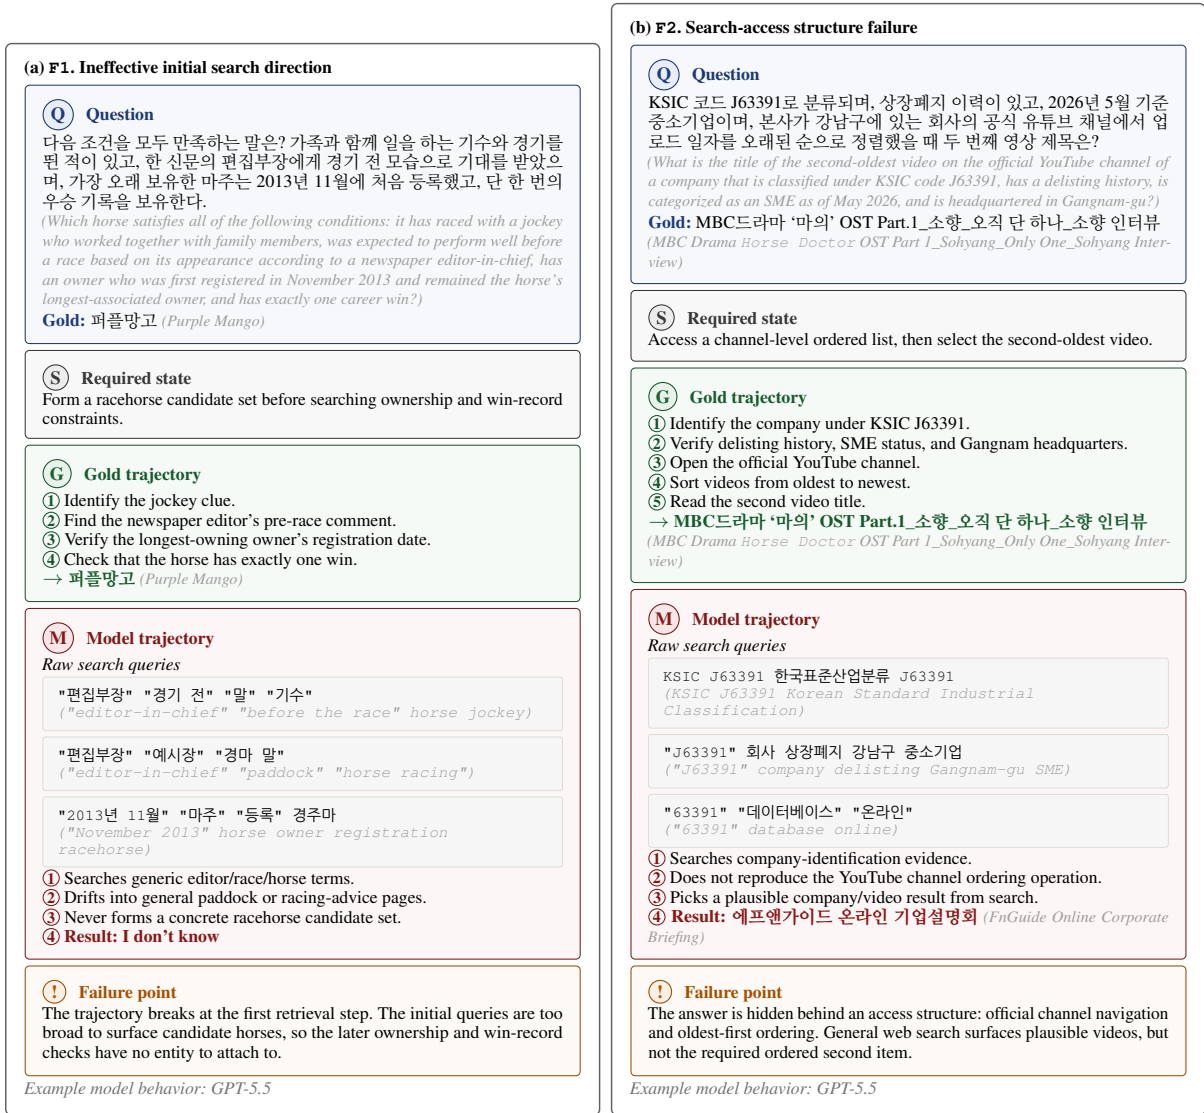 (a) F1. Ineffective initial search direction
Q Question
다음 조건을 모두 만족하는 말은? 가족과 함께 일을 하는 기수와 경기를
된 적이 있고, 한 신문의 편집부장에게 경기 전 모습으로 기대를 받았으
며, 가장 오래 보유한 마주는 2013년 11월에 처음 등록했고, 단 한 번의
우승 기록을 보유한다.
(Which horse satisfies all of the following conditions: it has raced with a jockey
who worked together with family members, was expected to perform well before
a race based on its appearance according to a newspaper editor-in-chief, has
an owner who was first registered in November 2013 and remained the horse's
longest-associated owner, and has exactly one career win?)
Gold: 퍼플망고 (Purple Mango)
S Required state
Form a racehorse candidate set before searching ownership and win-record
constraints.
G Gold trajectory
① Identify the jockey clue.
② Find the newspaper editor's pre-race comment.
③ Verify the longest-owning owner's registration date.
④ Check that the horse has exactly one win.
→ 퍼플망고 (Purple Mango)
M Model trajectory
Raw search queries
"편집부장" "경기 전" "말" "기수"
("editor-in-chief" "before the race" horse jockey)
"편집부장" "예시장" "경마 말"
("editor-in-chief" "paddock" "horse racing")
"2013년 11월" "마주" "등록" 경주마
("November 2013" horse owner registration
racehorse)
① Searches generic editor/race/horse terms.
② Drifts into general paddock or racing-advice pages.
③ Never forms a concrete racehorse candidate set.
④ Result: I don't know
! Failure point
The trajectory breaks at the first retrieval step. The initial queries are too
broad to surface candidate horses, so the later ownership and win-record
checks have no entity to attach to.
Example model behavior: GPT-5.5
(b) F2. Search-access structure failure
Q Question
KSIC 코드 J63391로 분류되며, 상장폐지 이력이 있고, 2026년 5월 기준
중소기업이며, 본사가 강남구에 있는 회사의 공식 유튜브 채널에서 업
로드 일자를 오래된 순으로 정렬했을 때 두 번째 영상 제목은?
(What is the title of the second-oldest video on the official YouTube channel of
a company that is classified under KSIC code J63391, has a delisting history, is
categorized as an SME as of May 2026, and is headquartered in Gangnam-gu?)
Gold: MBC드라마 ‘마의’ OST Part.1_소향_오직 단 하나_소향 인터뷰
(MBC Drama Horse Doctor OST Part 1_Sohyang_Only One_Sohyang Inter-
view)
S Required state
Access a channel-level ordered list, then select the second-oldest video.
G Gold trajectory
① Identify the company under KSIC J63391.
② Verify delisting history, SME status, and Gangnam headquarters.
③ Open the official YouTube channel.
④ Sort videos from oldest to newest.
⑤ Read the second video title.
→ MBC드라마 ‘마의’ OST Part.1_소향_오직 단 하나_소향 인터뷰
(MBC Drama Horse Doctor OST Part 1_Sohyang_Only One_Sohyang Inter-
view)
M Model trajectory
Raw search queries
KSIC J63391 한국표준산업분류 J63391
(KSIC J63391 Korean Standard Industrial
Classification)
"J63391" 회사 상장폐지 강남구 중소기업
("J63391" company delisting Gangnam-gu SME)
"63391" "데이터베이스" "온라인"
("63391" database online)
① Searches company-identification evidence.
② Does not reproduce the YouTube channel ordering operation.
③ Picks a plausible company/video result from search.
④ Result: 에프앤가이드 온라인 기업설명회 (FnGuide Online Corporate
Briefing)
! Failure point
The answer is hidden behind an access structure: official channel navigation
and oldest-first ordering. General web search surfaces plausible videos, but
not the required ordered second item.
Example model behavior: GPT-5.5